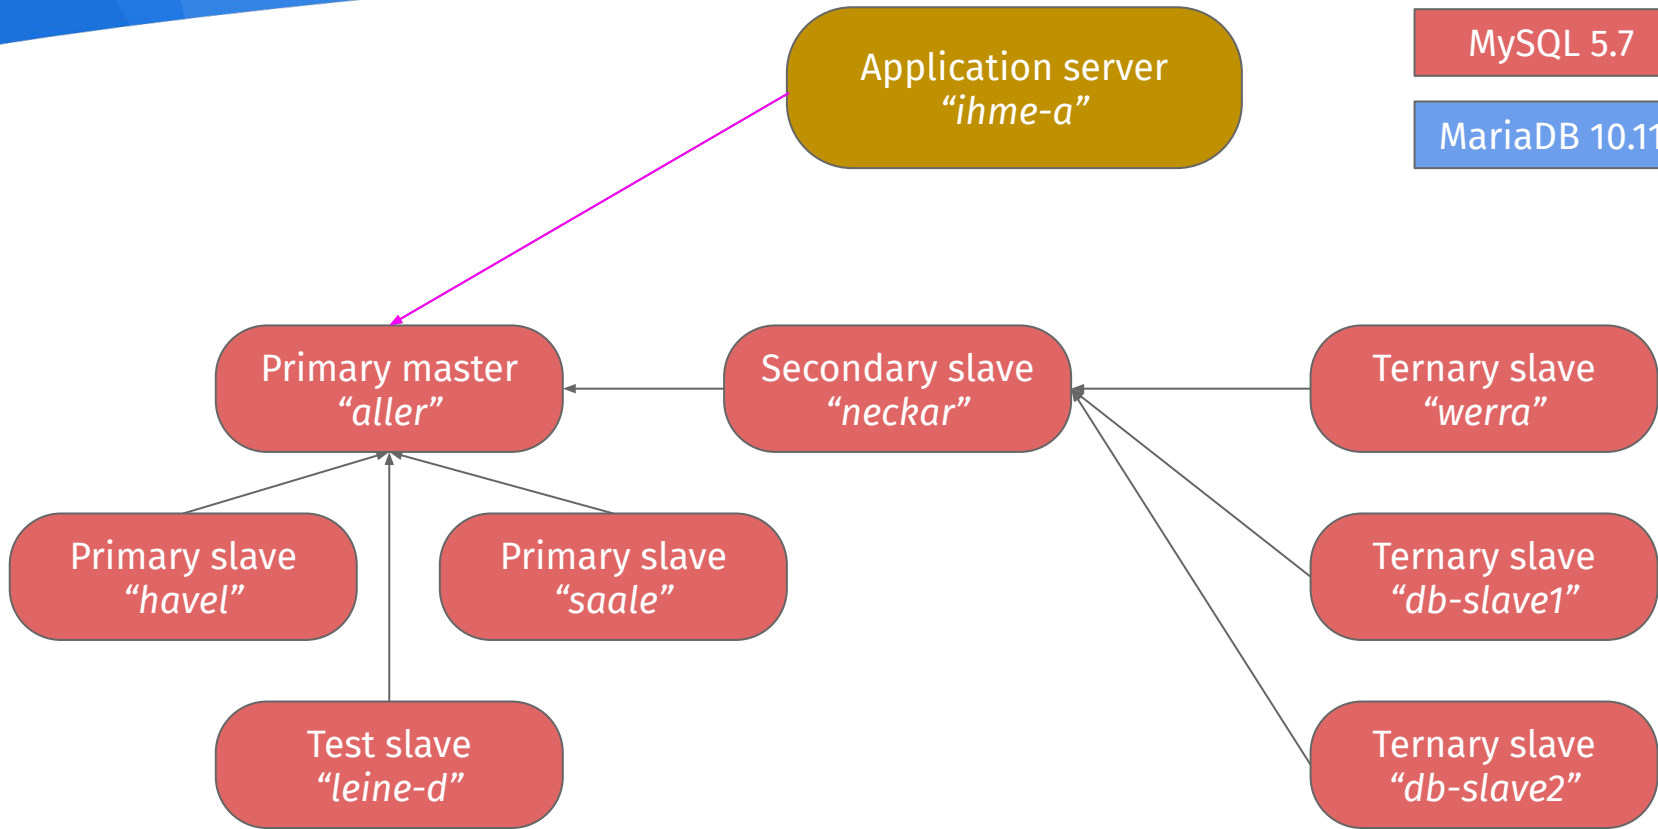 Application server
“ihme-a”
MySQL 5.7
MariaDB 10.11
Primary master
“aller”
Secondary slave
“neckar”
Ternary slave
“werra”
Primary slave
“havel”
Primary slave
“saale”
Ternary slave
“db-slave1”
Test slave
“leine-d”
Ternary slave
“db-slave2”